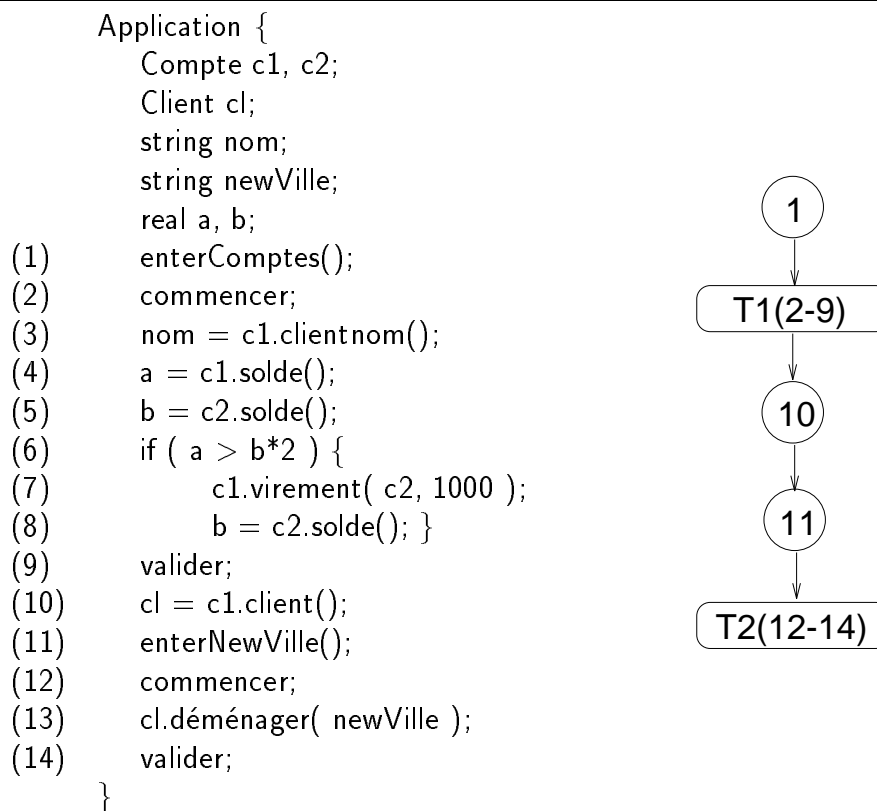 Application {
Compte c1, c2;
Client cl;
string nom;
string newVille;
real a, b;
(1) enterComptes();
(2) commencer;
(3) nom = c1.clientnom();
(4) a = c1.solde();
(5) b = c2.solde();
(6) if ( a > b*2 ) {
(7) c1.virement( c2, 1000 );
(8) b = c2.solde(); }
(9) valider;
(10) cl = c1.client();
(11) enterNewVille();
(12) commencer;
(13) cl.déménager( newVille );
(14) valider;
}
1
T1(2-9)
10
11
T2(12-14)